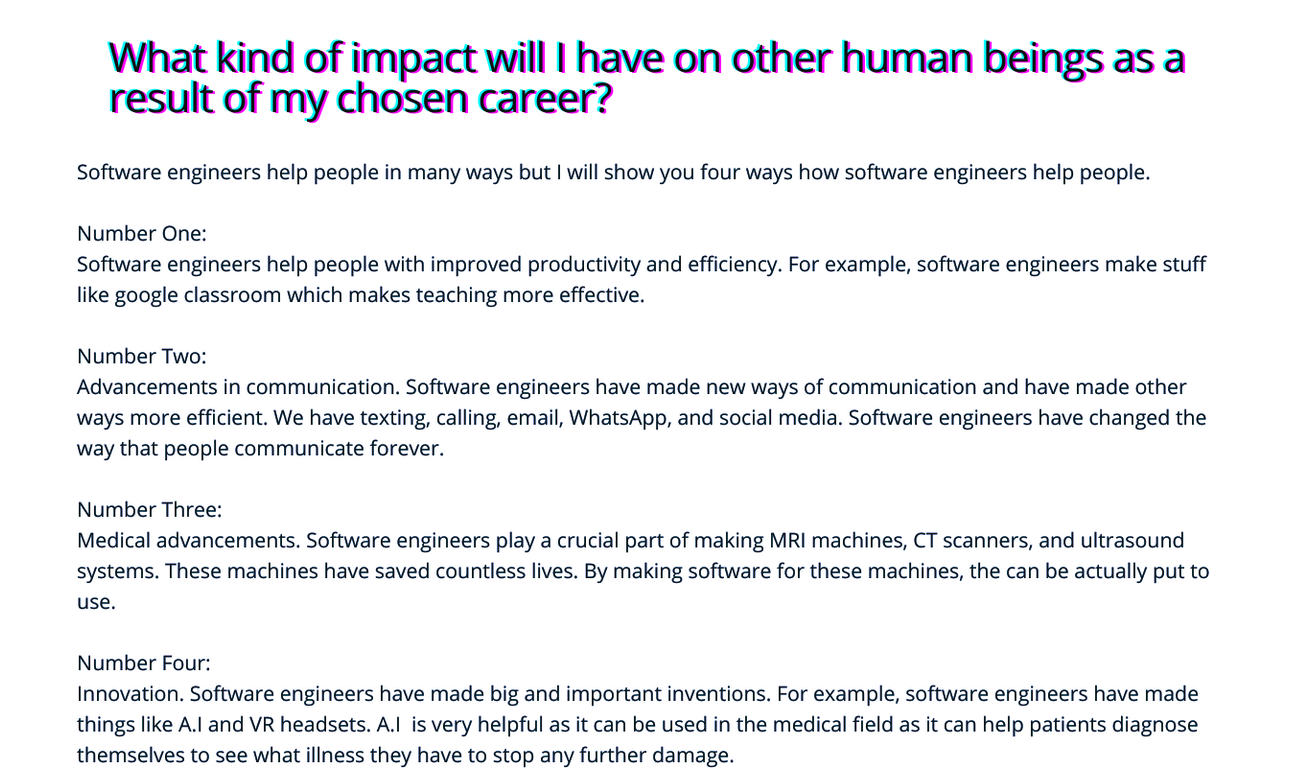 What kind of impact will I have on other human beings as a
result of my chosen career?
Software engineers help people in many ways but I will show you four ways how software engineers help people.
Number One:
Software engineers help people with improved productivity and efficiency. For example, software engineers make stuff
like google classroom which makes teaching more effective.
Number Two:
Advancements in communication. Software engineers have made new ways of communication and have made other
ways more efficient. We have texting, calling, email, WhatsApp, and social media. Software engineers have changed the
way that people communicate forever.
Number Three:
Medical advancements. Software engineers play a crucial part of making MRI machines, CT scanners, and ultrasound
systems. These machines have saved countless lives. By making software for these machines, the can be actually put to
use.
Number Four:
Innovation. Software engineers have made big and important inventions. For example, software engineers have made
things like A.I and VR headsets. A.I  is very helpful as it can be used in the medical field as it can help patients diagnose
themselves to see what illness they have to stop any further damage.